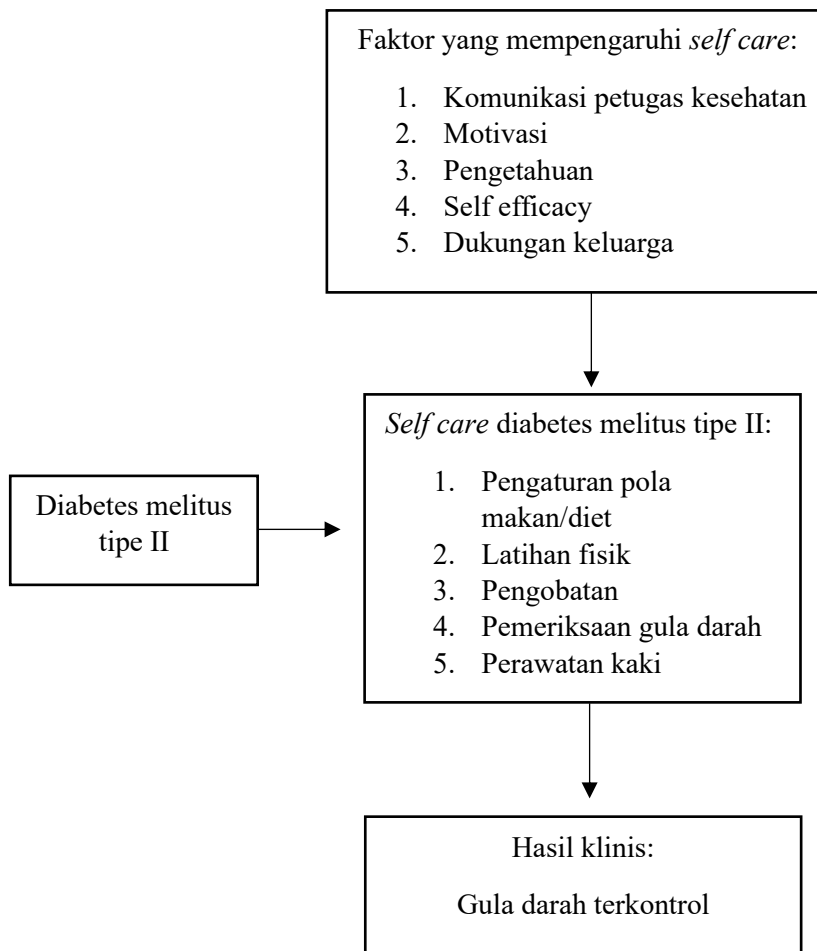 Faktor yang mempengaruhi self care:
1. Komunikasi petugas kesehatan
2. Motivasi
3. Pengetahuan
4. Self efficacy
5. Dukungan keluarga
Self care diabetes melitus tipe II:
1. Pengaturan pola
makan/diet
2. Latihan fisik
3. Pengobatan
4. Pemeriksaan gula darah
5. Perawatan kaki
Diabetes melitus
tipe II
Hasil klinis:
Gula darah terkontrol